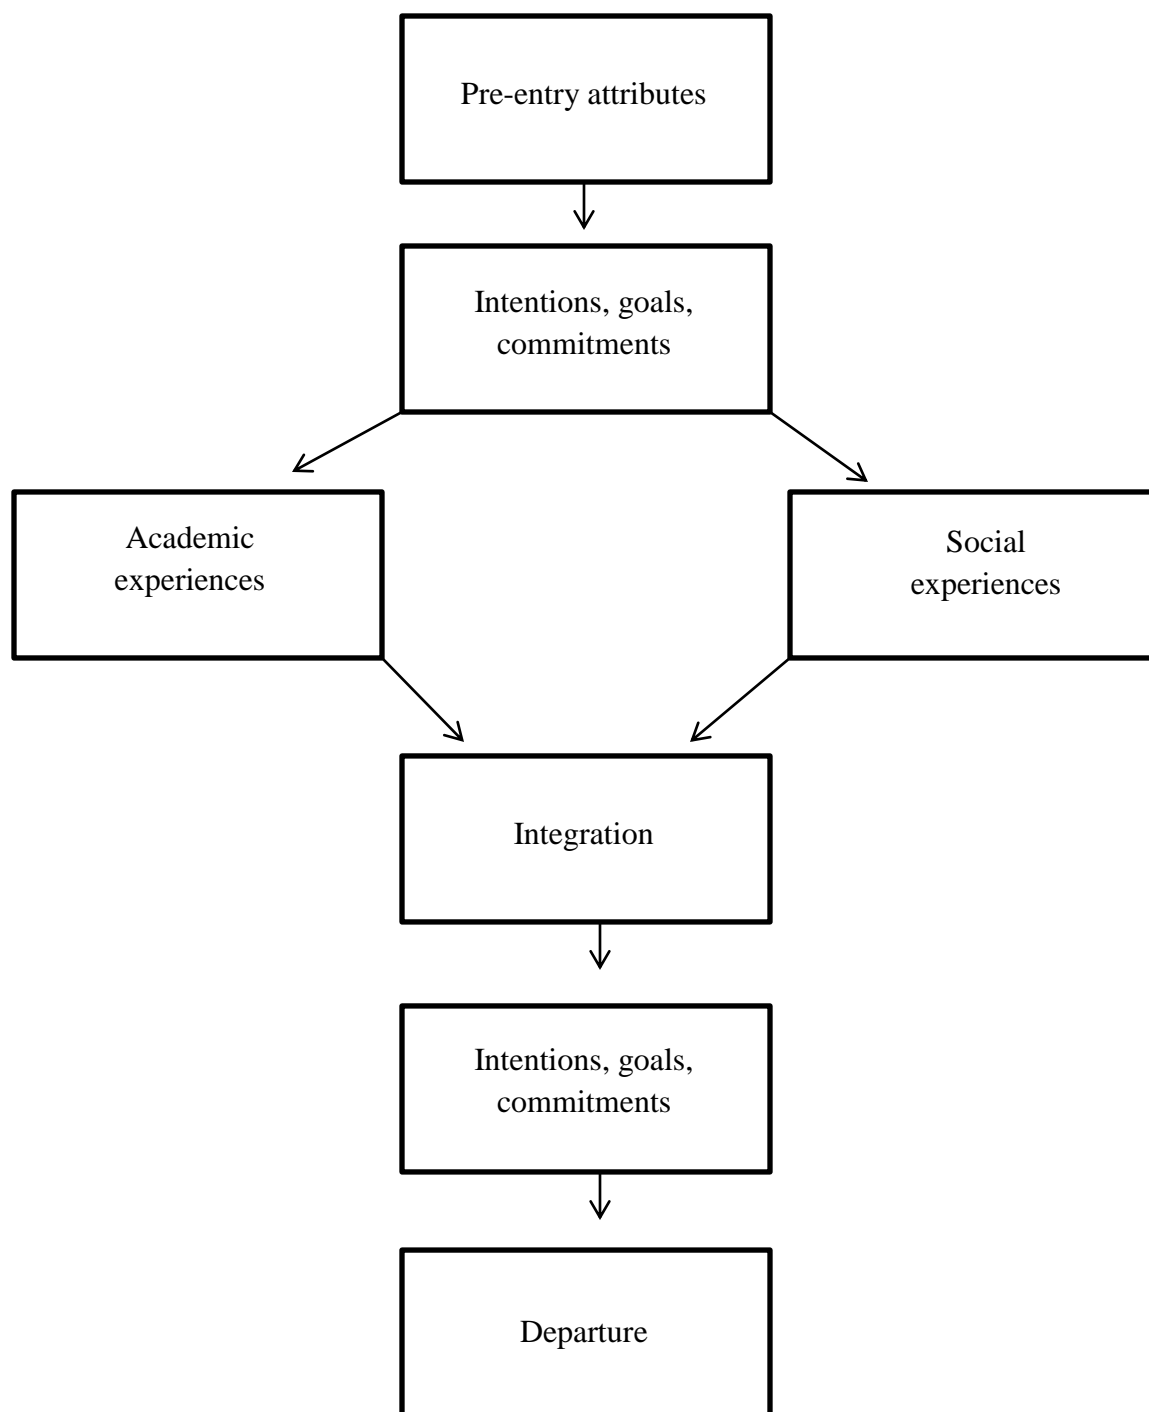 Pre-entry attributes
Intentions, goals,
commitments
Academic
experiences
Social
experiences
Integration
Intentions, goals,
commitments
Departure